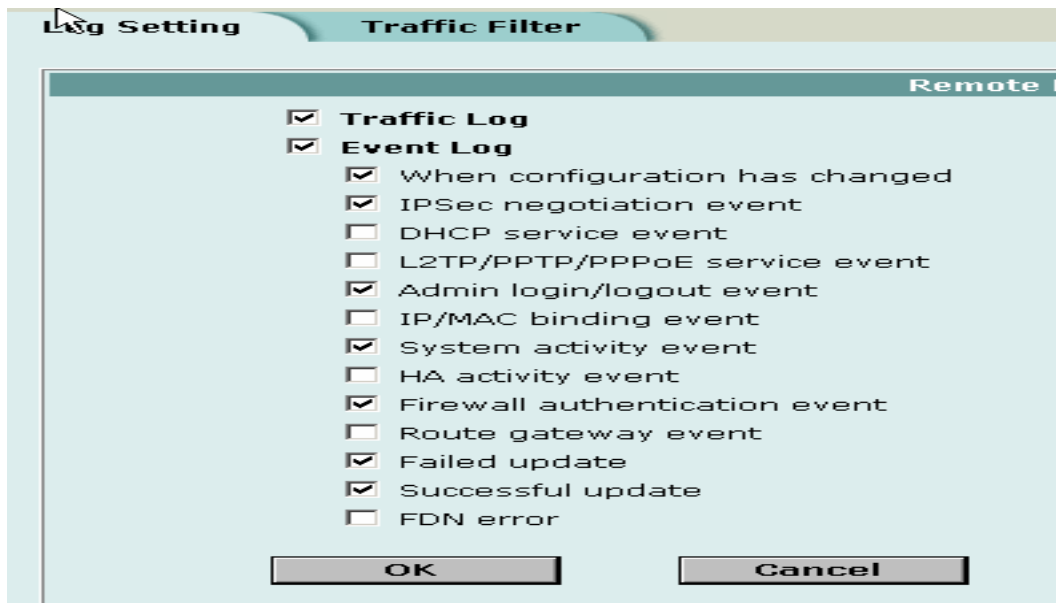 Log Setting Traffic Filter
Remote
Traffic Log
Event Log
When configuration has changed
IPSec negotiation event
DHCP service event
L2TP/PPTP/PPPoE service event
Admin login/logout event
IP/MAC binding event
System activity event
HA activity event
Firewall authentication event
Route gateway event
Failed update
Successful update
FDN error
OK Cancel